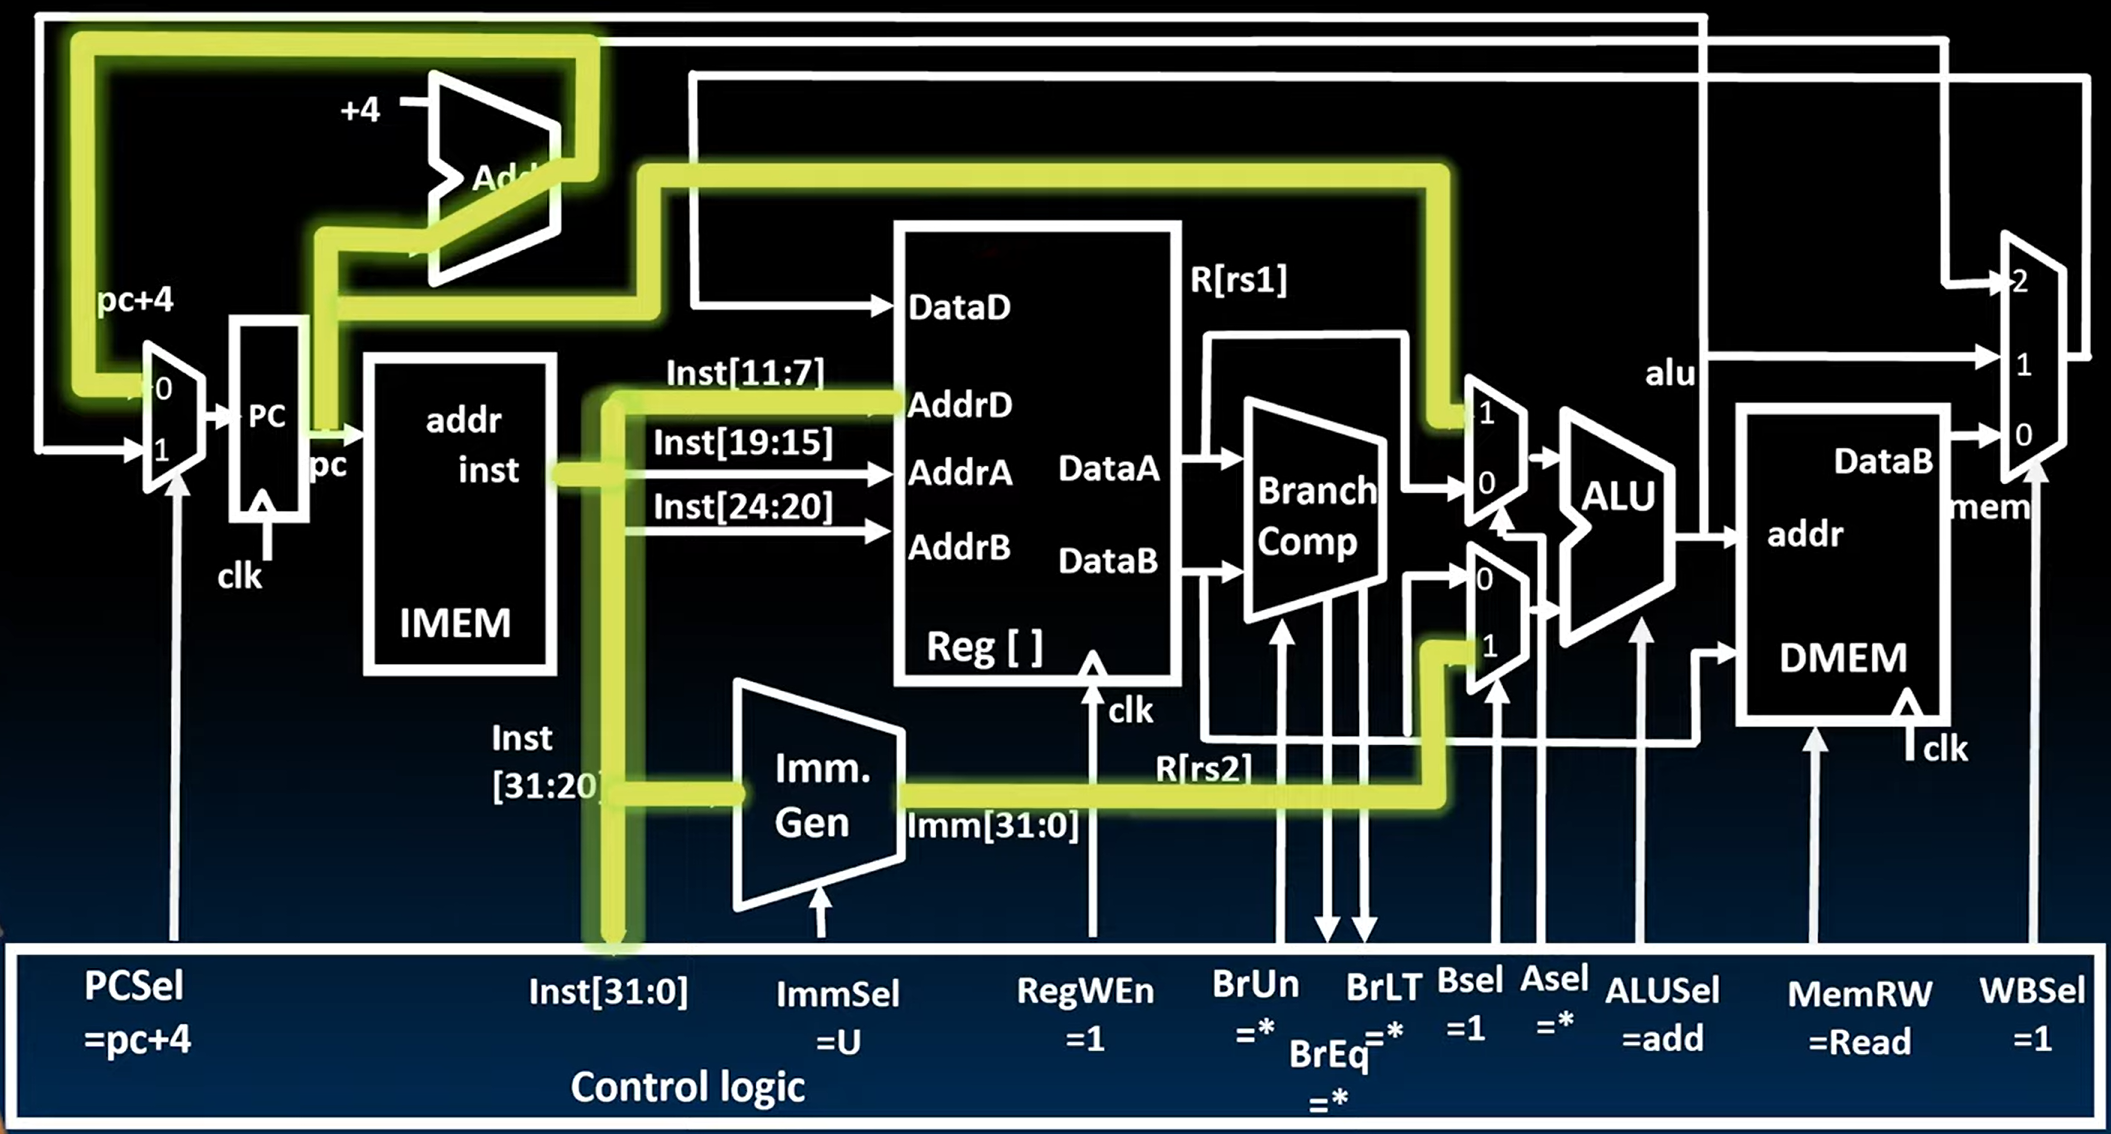 +4
Add
pc+4
0
1
PC
clk
pc
addr
inst
IMEM
Inst[11:7]
Inst[19:15]
Inst[24:20]
DataD
AddrD
AddrA
AddrB
DataA
DataB
Reg [ ]
clk
R[rs1]
Branch
Comp
1
0
0
1
ALU
alu
DataB
addr
DMEM
clk
mem
2
1
0
Inst
[31:20]
Imm.
Gen
Imm[31:0]
R[rs2]
PCSel
=pc+4
Inst[31:0]
ImmSel
=U
RegWEn
=1
BrUn
=*
BrEq
=*
BrLT
=*
Bsel
=1
Asel
=*
ALUSel
=add
MemRW
=Read
WBSel
=1
Control logic